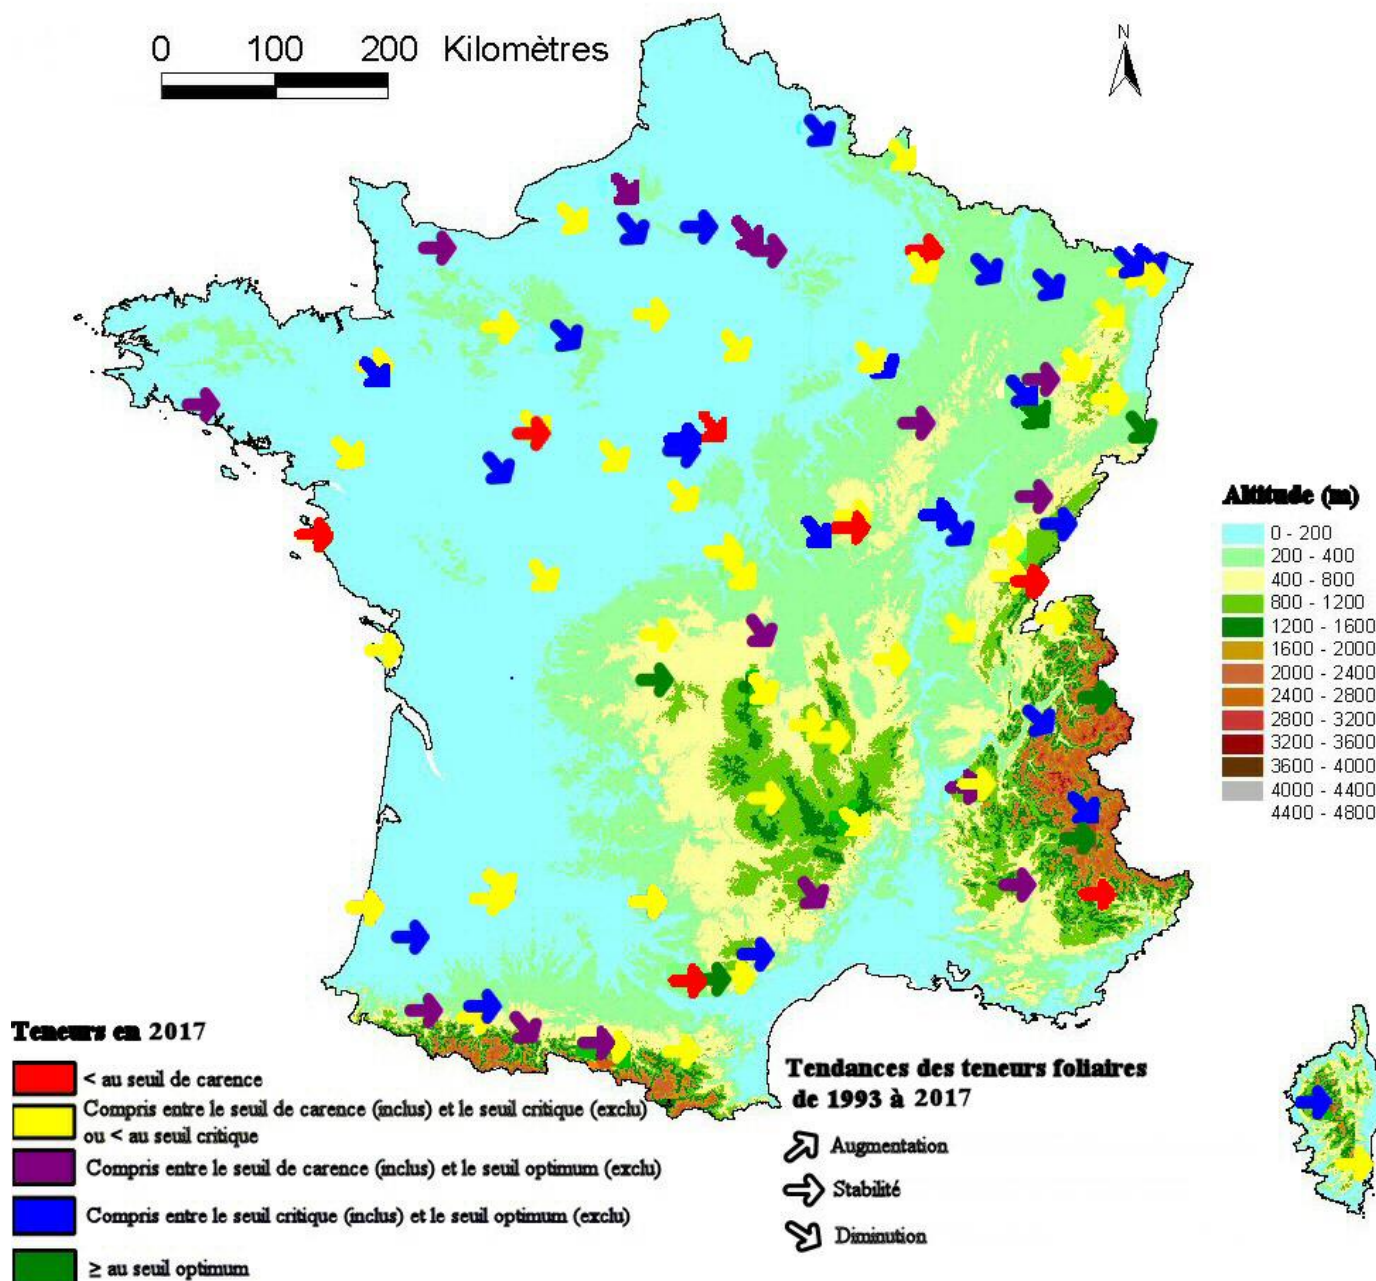 0 100 200 Kilomètres
N
Altitude (m)
0 - 200
200 - 400
400 - 800
800 - 1200
1200 - 1600
1600 - 2000
2000 - 2400
2400 - 2800
2800 - 3200
3200 - 3600
3600 - 4000
4000 - 4400
4400 - 4800
Teneurs en 2017
< au seuil de carence
Compris entre le seuil de carence (inclus) et le seuil critique (exclu)
ou < au seuil critique
Compris entre le seuil de carence (inclus) et le seuil optimum (exclu)
Compris entre le seuil critique (inclus) et le seuil optimum (exclu)
≥ au seuil optimum
Tendances des teneurs foliaires
de 1993 à 2017
Augmentation
Stabilité
Diminution